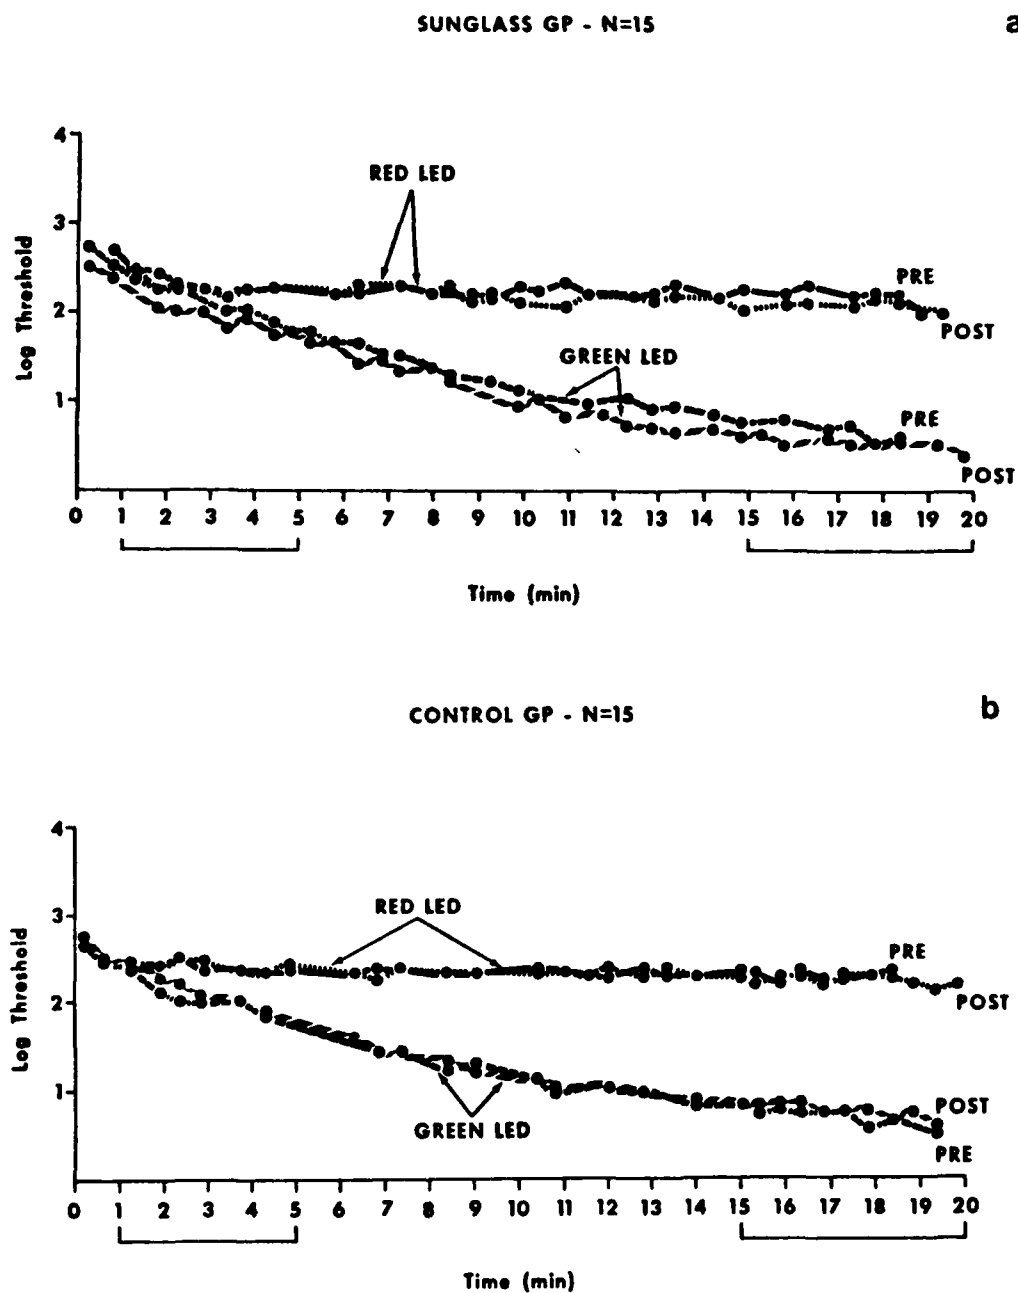 SUNGLASS GP - N=15
a
4
3
2
1
Log Threshold
RED LED
PRE
POST
GREEN LED
PRE
POST
0 1 2 3 4 5 6 7 8 9 10 11 12 13 14 15 16 17 18 19 20
Time (min)
CONTROL GP - N=15
b
4
3
2
1
Log Threshold
RED LED
PRE
POST
GREEN LED
POST
PRE
0 1 2 3 4 5 6 7 8 9 10 11 12 13 14 15 16 17 18 19 20
Time (min)